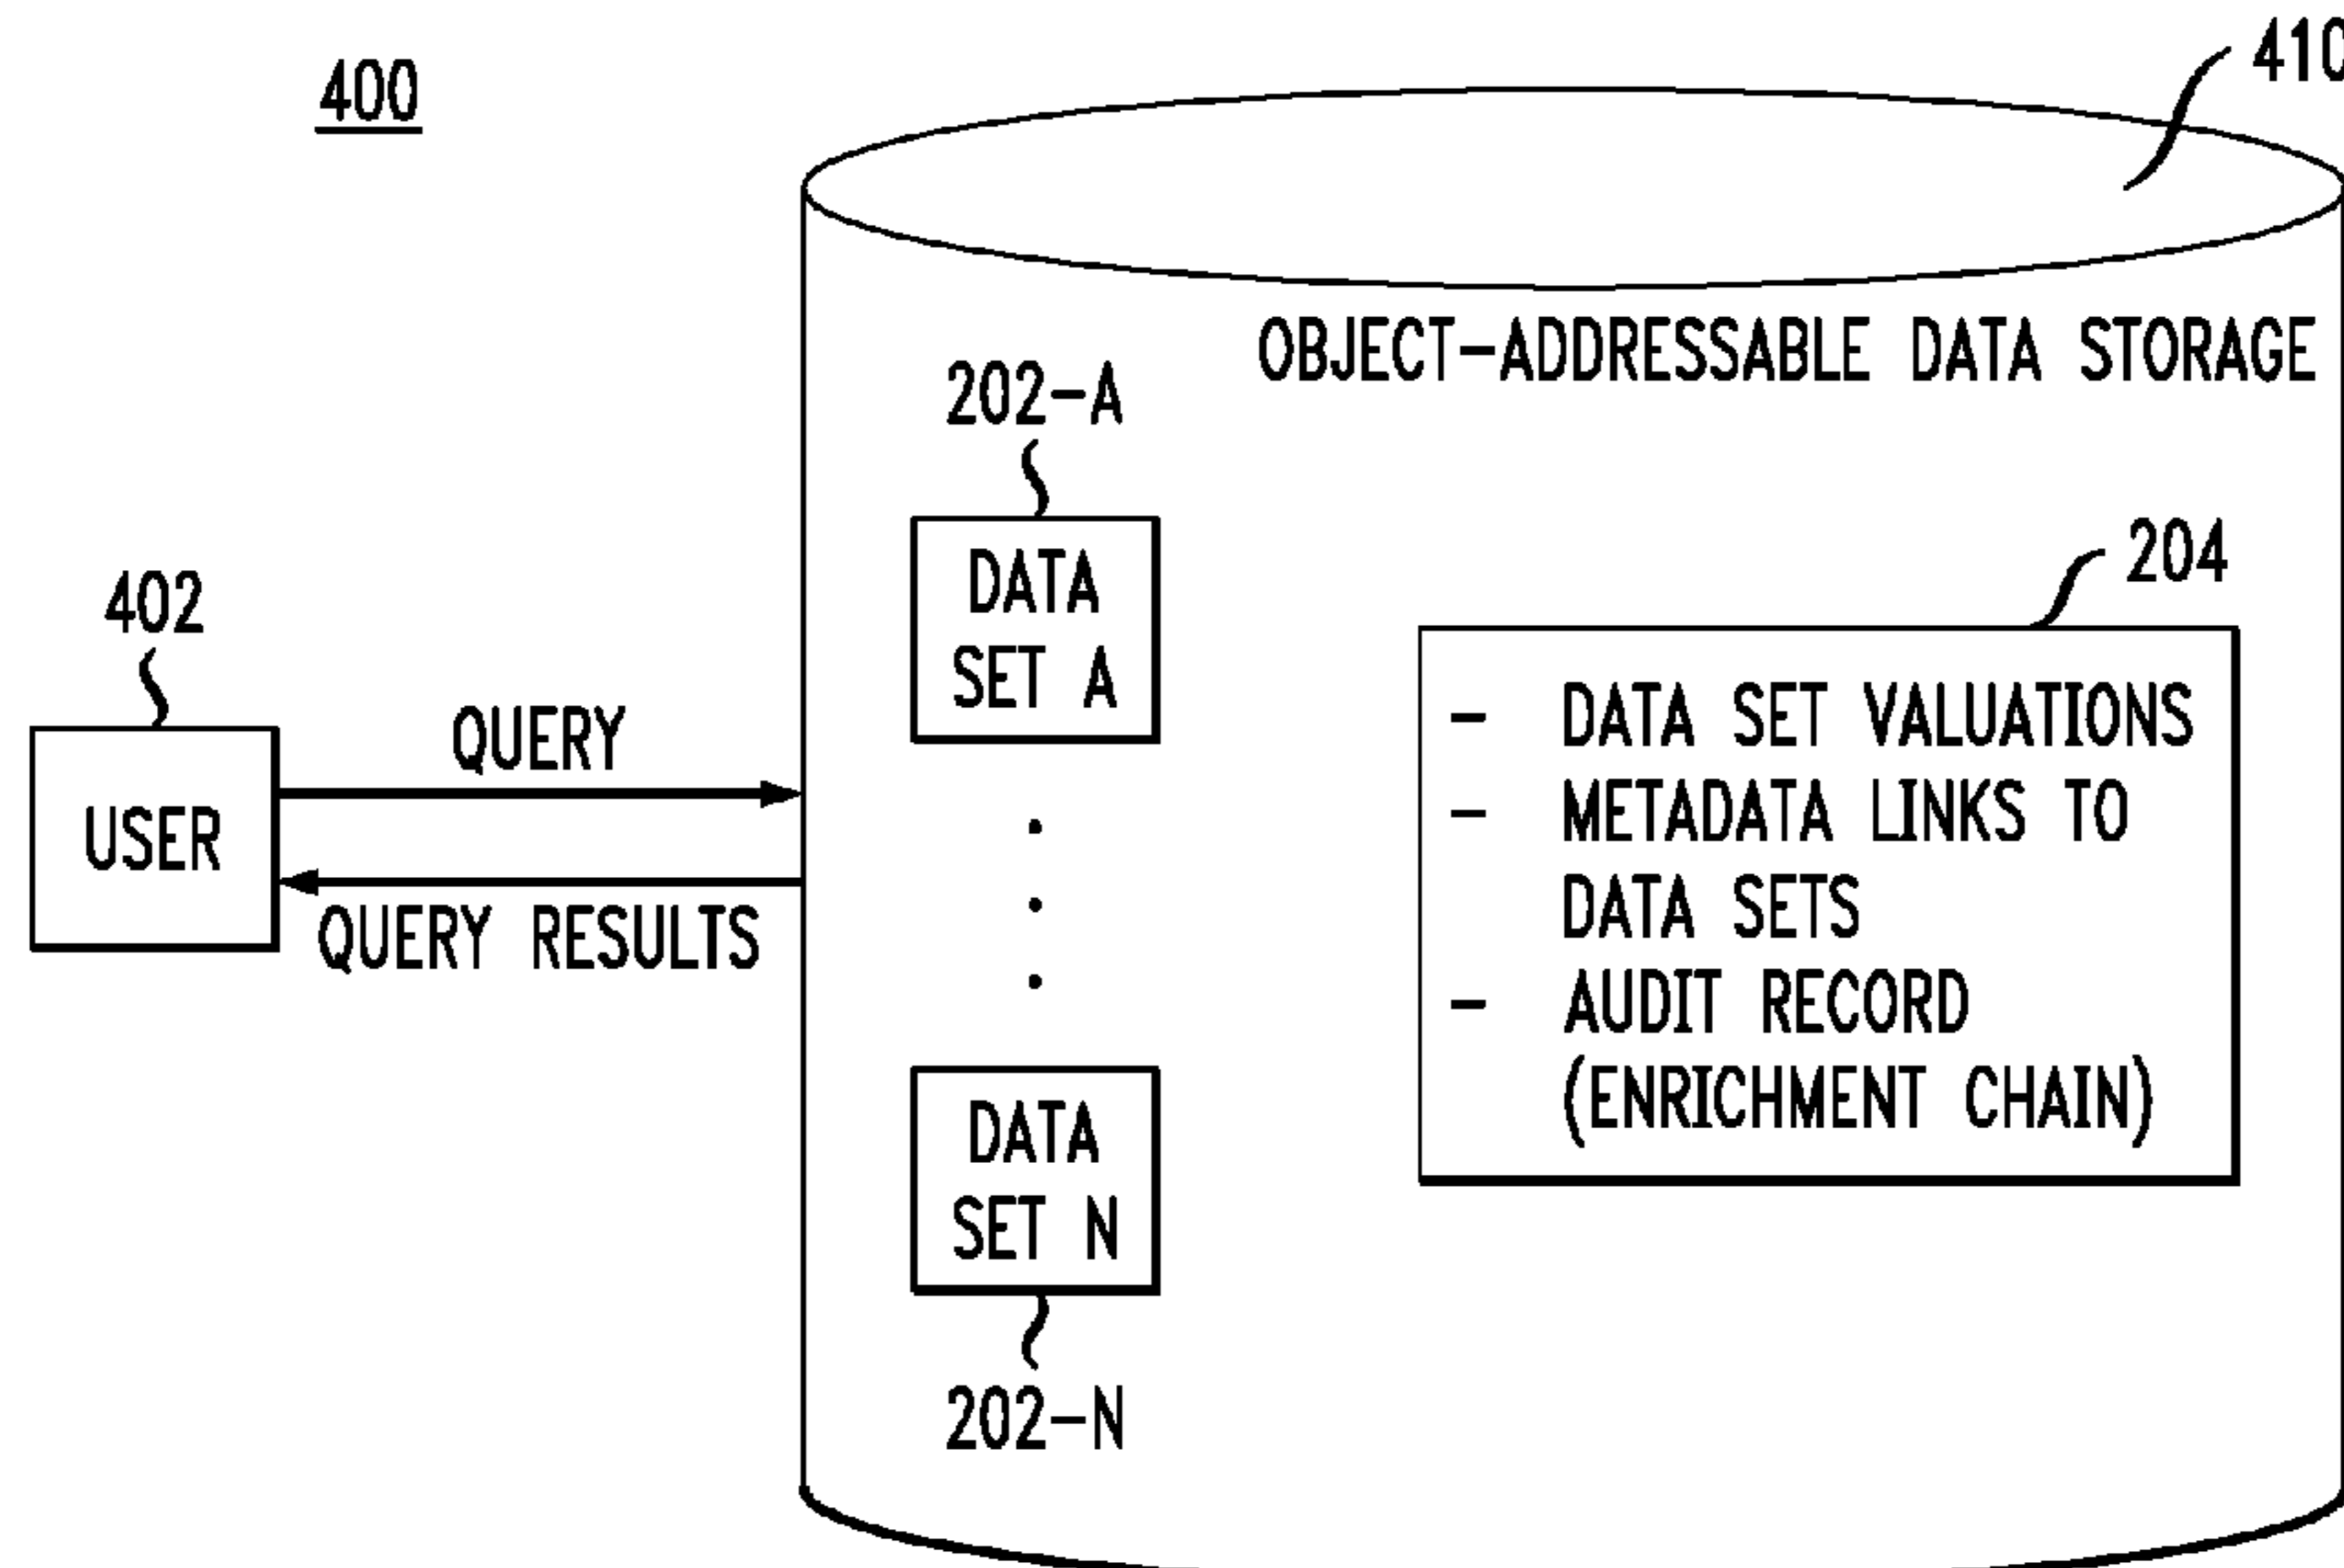 400
410
OBJECT-ADDRESSABLE DATA STORAGE
202-A
DATA
SET A
204
402
USER
QUERY
QUERY RESULTS
- DATA SET VALUATIONS
- METADATA LINKS TO
DATA SETS
- AUDIT RECORD
(ENRICHMENT CHAIN)
DATA
SET N
202-N